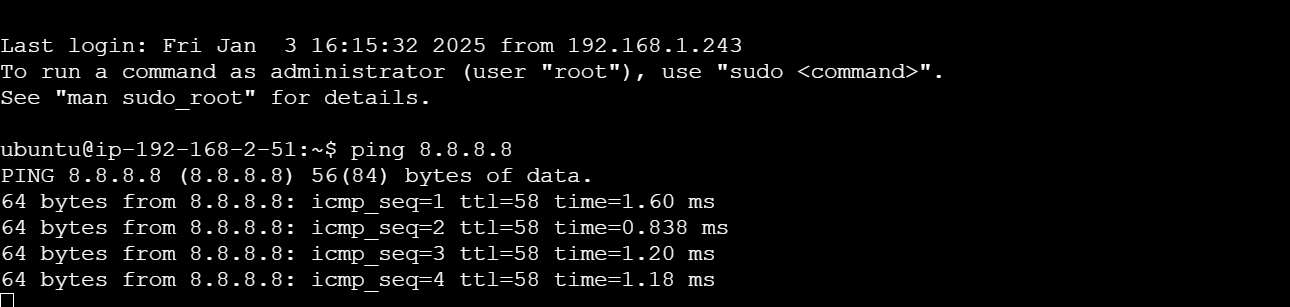 Last login: Fri Jan  3 16:15:32 2025 from 192.168.1.243
To run a command as administrator (user "root"), use "sudo <command>".
See "man sudo_root" for details.

ubuntu@ip-192-168-2-51:~$ ping 8.8.8.8
PING 8.8.8.8 (8.8.8.8) 56(84) bytes of data.
64 bytes from 8.8.8.8: icmp_seq=1 ttl=58 time=1.60 ms
64 bytes from 8.8.8.8: icmp_seq=2 ttl=58 time=0.838 ms
64 bytes from 8.8.8.8: icmp_seq=3 ttl=58 time=1.20 ms
64 bytes from 8.8.8.8: icmp_seq=4 ttl=58 time=1.18 ms